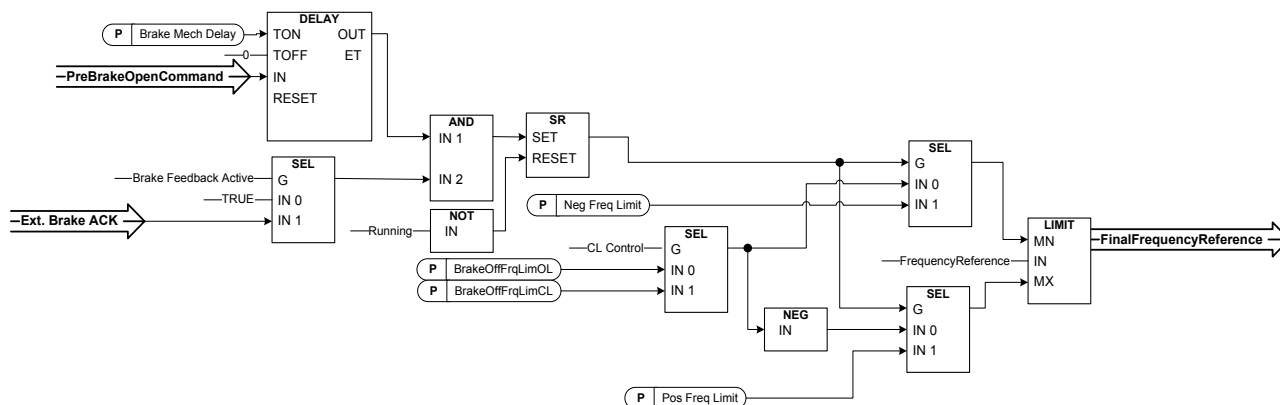 DELAY
P Brake Mech Delay
TON OUT
0
TOFF ET
PreBrakeOpenCommand
IN
RESET
AND
IN 1
IN 2
SR
SET
RESET
SEL
Brake Feedback Active
G
TRUE
IN 0
Ext. Brake ACK
IN 1
NOT
Running
IN
SEL
G
IN 0
IN 1
P Neg Freq Limit
SEL
CL Control
G
P BrakeOffFrqLimOL
IN 0
P BrakeOffFrqLimCL
IN 1
NEG
IN
LIMIT
MN
FinalFrequencyReference
FrequencyReference
IN
MX
SEL
G
IN 0
IN 1
P Pos Freq Limit